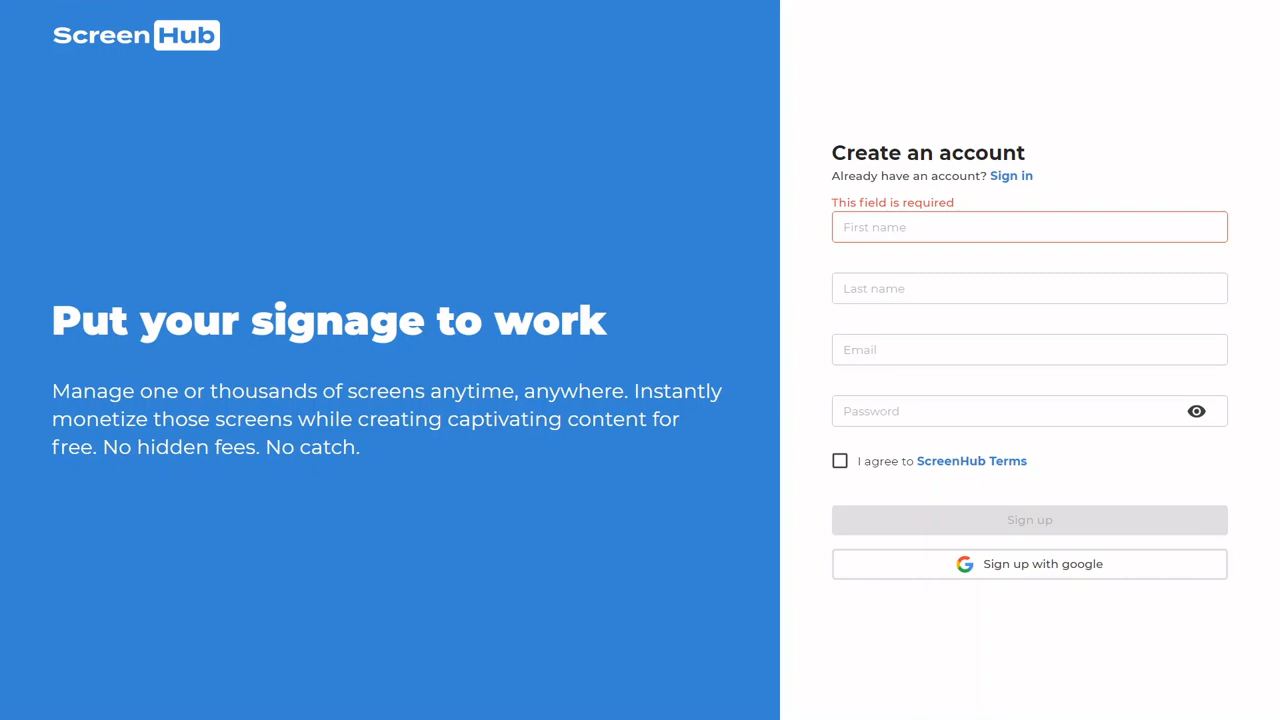 Screen Hub
Put your signage to work
Manage one or thousands of screens anytime, anywhere. Instantly
monetize those screens while creating captivating content for
free. No hidden fees. No catch.
Create an account
Already have an account? Sign in
This field is required
First name
Last name
Email
Password
I agree to ScreenHub Terms
Sign up
Sign up with google